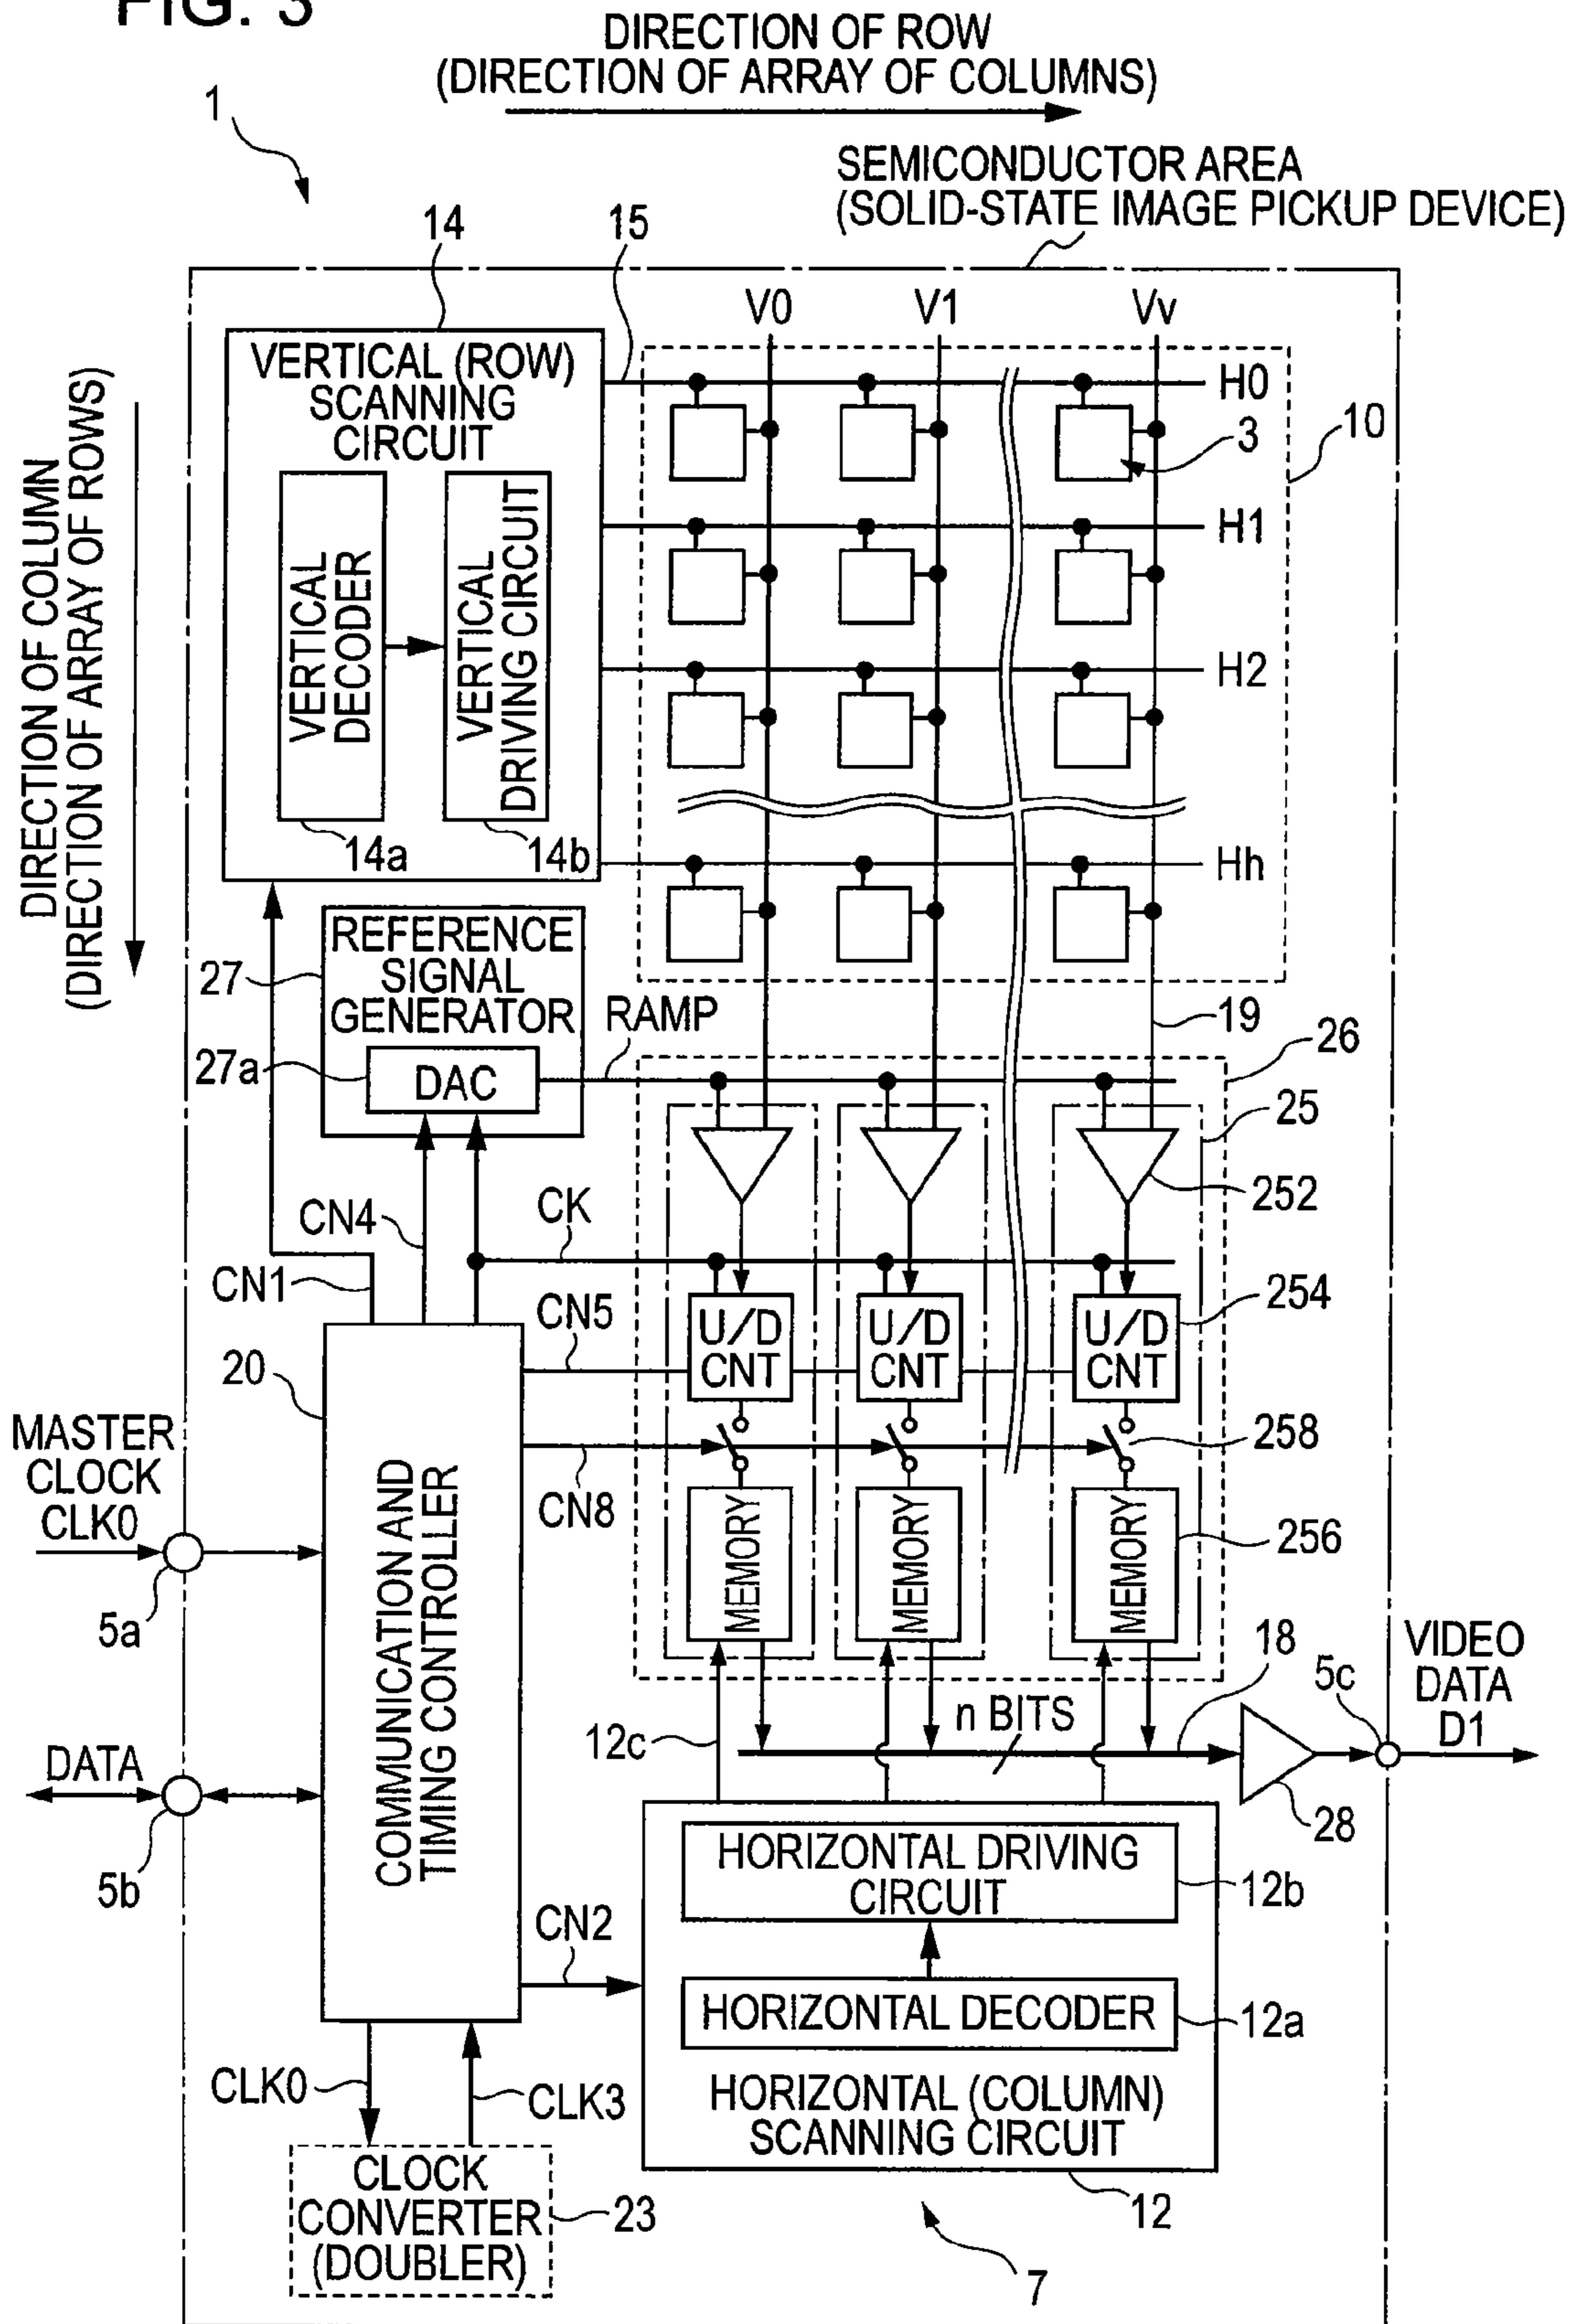 FIG. 3
DIRECTION OF ROW
(DIRECTION OF ARRAY OF COLUMNS)
1
SEMICONDUCTOR AREA
(SOLID-STATE IMAGE PICKUP DEVICE)
14
15
V0
V1
Vv
VERTICAL (ROW)
SCANNING
CIRCUIT
H0
3
10
DIRECTION OF COLUMN
(DIRECTION OF ARRAY OF ROWS)
VERTICAL
DECODER
VERTICAL
DRIVING CIRCUIT
H1
H2
14a
14b
Hh
REFERENCE
SIGNAL
GENERATOR
27
RAMP
19
26
27a
DAC
25
252
CN4
CK
CN1
CN5
254
U/D
CNT
U/D
CNT
U/D
CNT
20
258
MASTER
CLOCK
CLK0
CN8
COMMUNICATION AND
TIMING CONTROLLER
MEMORY
MEMORY
MEMORY
256
5a
18
5c
VIDEO
DATA
D1
n BITS
12c
DATA
28
5b
HORIZONTAL DRIVING
CIRCUIT
12b
CN2
HORIZONTAL DECODER
12a
CLK0
CLK3
HORIZONTAL (COLUMN)
SCANNING CIRCUIT
CLOCK
CONVERTER
(DOUBLER)
23
12
7